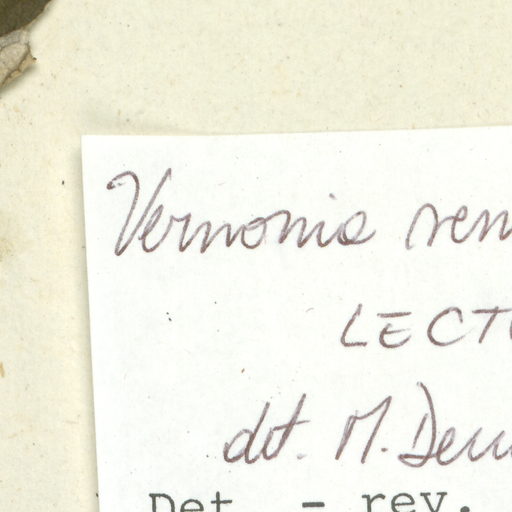 Vernonia
LECT
det. M. D
Det. - rev.